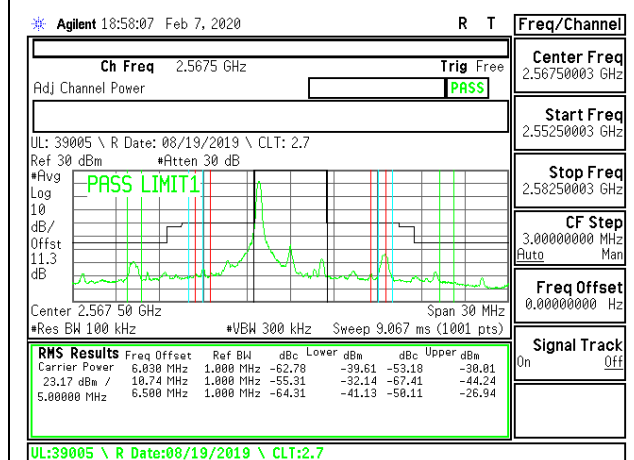 Agilent 18:58:07 Feb 7, 2020 R T
Freq/Channel
Ch Freq 2.5675 GHz Trig Free
Adj Channel Power PASS
Center Freq
2.56750003 GHz
Start Freq
2.55250003 GHz
UL: 39005 \ R Date: 08/19/2019 \ CLT: 2.7
Ref 30 dBm #Atten 30 dB
#Avg
Log
10
dB/
Offst
11.3
dB
PASS LIMIT1
Stop Freq
2.58250003 GHz
CF Step
3.00000000 MHz
Auto Man
Freq Offset
0.00000000 Hz
Center 2.567 50 GHz Span 30 MHz
#Res BW 100 kHz #VBW 300 kHz Sweep 9.067 ms (1001 pts)
Signal Track
On Off
RMS Results Freq Offset Ref BW dBc Lower dBm dBc Upper dBm
Carrier Power 6.030 MHz 1.000 MHz -62.78 -39.61 -53.18 -30.01
23.17 dBm / 10.74 MHz 1.000 MHz -55.31 -32.14 -67.41 -44.24
5.00000 MHz 6.500 MHz 1.000 MHz -64.31 -41.13 -50.11 -26.94
UL:39005 \ R Date:08/19/2019 \ CLT:2.7